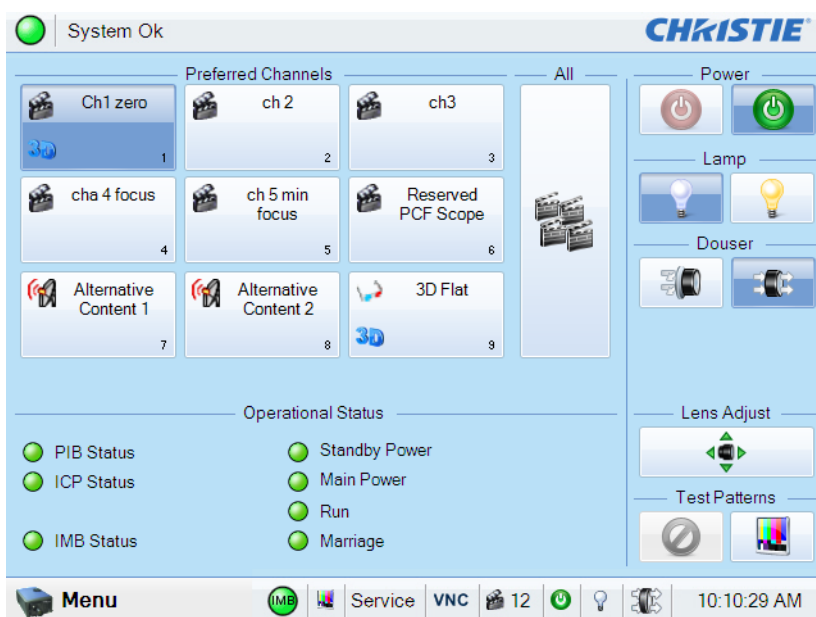 System Ok
CHRISTIE
Preferred Channels
All
Power
Ch1 zero
3D
1
ch 2
2
ch3
3
Lamp
cha 4 focus
4
ch 5 min
focus
5
Reserved
PCF Scope
6
Douser
Alternative
Content 1
7
Alternative
Content 2
8
3D Flat
3D
9
Operational Status
Lens Adjust
PIB Status
Standby Power
ICP Status
Main Power
Run
Test Patterns
IMB Status
Marriage
Menu
IMB
Service
VNC
12
10:10:29 AM